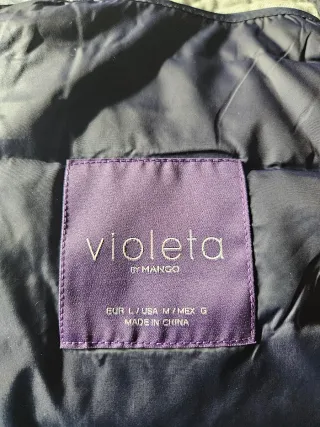 violeta
BY MANGO
EUR L / USA M / MEX G
MADE IN CHINA